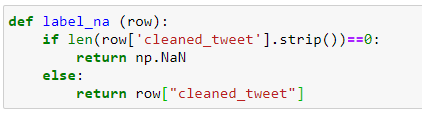 def label_na (row):
    if len(row['cleaned_tweet'].strip())==0:
        return np.NaN
    else:
        return row["cleaned_tweet"]